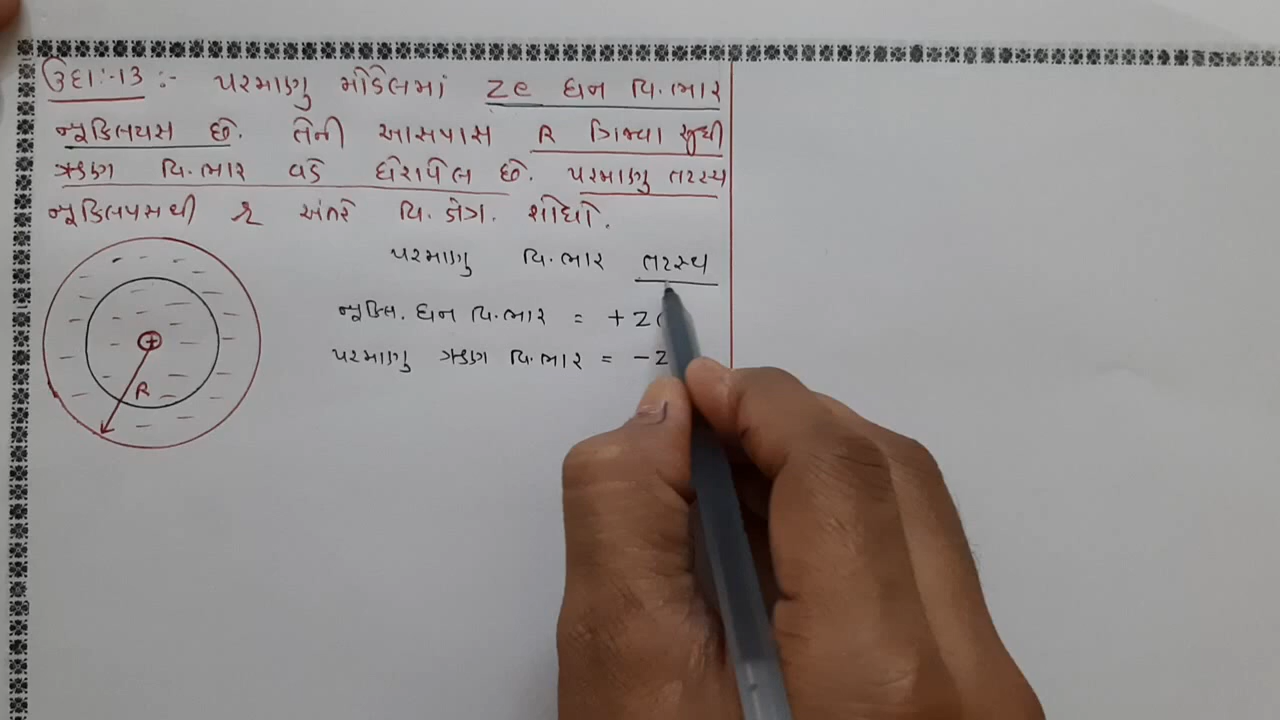 ઉદા:-13 :- પરમાણુ મોડેલમાં ze ધન વિ.ભાર
ન્યૂક્લિયસ છે. તેની આસપાસ R ત્રિજ્યા સુધી
ઋણ વિ.ભાર વડે ઘેરાયેલ છે. પરમાણુ તટસ્થ
ન્યૂક્લિયસથી r અંતરે વિ. ક્ષેત્ર. શોધો.
પરમાણુ વિ.ભાર તટસ્થ
ન્યૂક્લિ. ધન વિ.ભાર = +Z
પરમાણુ ઋણ વિ.ભાર = -Z
+
R